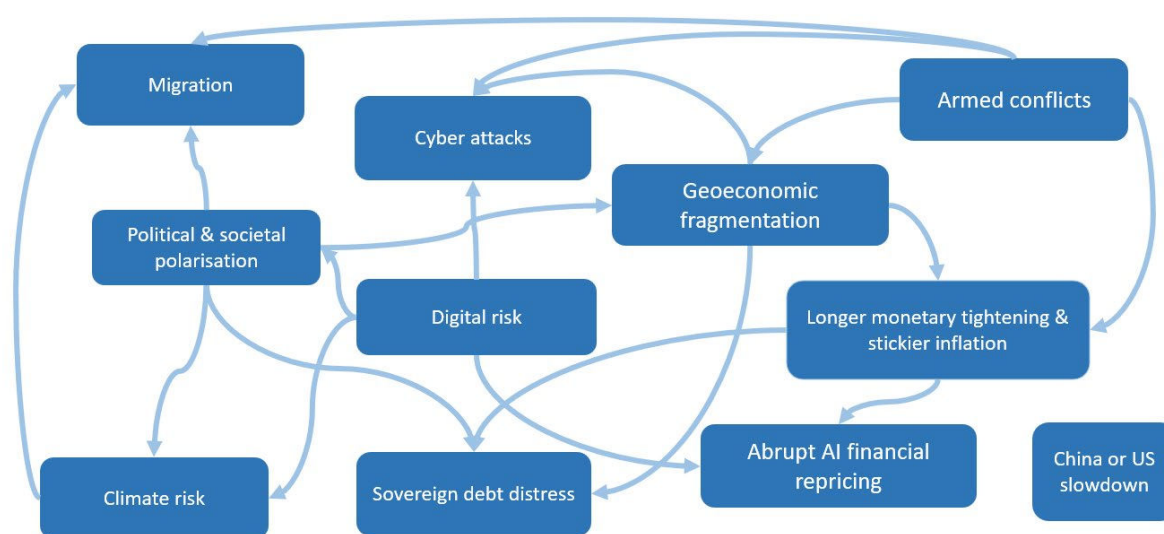 Migration
Armed conflicts
Cyber attacks
Geoeconomic
fragmentation
Political & societal
polarisation
Digital risk
Longer monetary tightening &
stickier inflation
Abrupt AI financial
repricing
China or US
slowdown
Climate risk
Sovereign debt distress